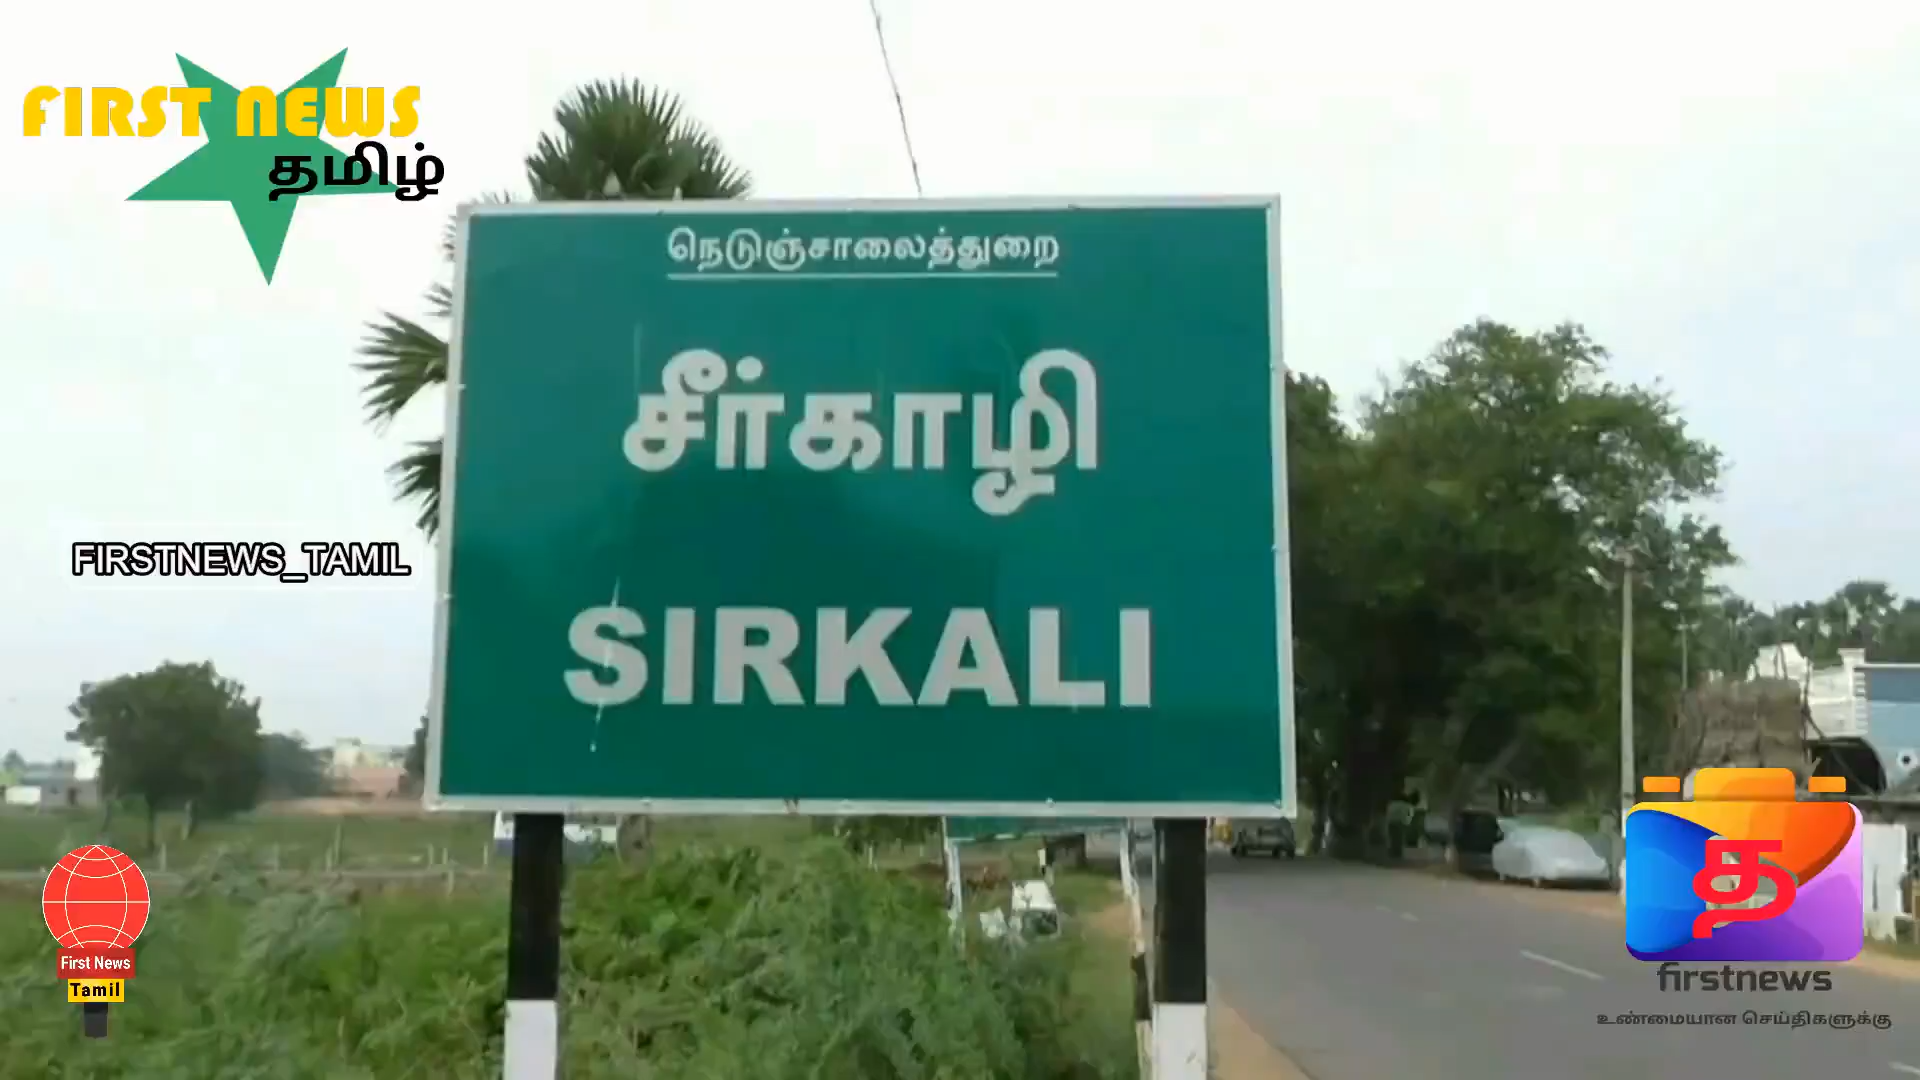 FIRST NEWS
தமிழ்
நெடுஞ்சாலைத்துறை
சீர்காழி
FIRSTNEWS_TAMIL
SIRKALI
First News
Tamil
த
firstnews
உண்மையான செய்திகளுக்கு